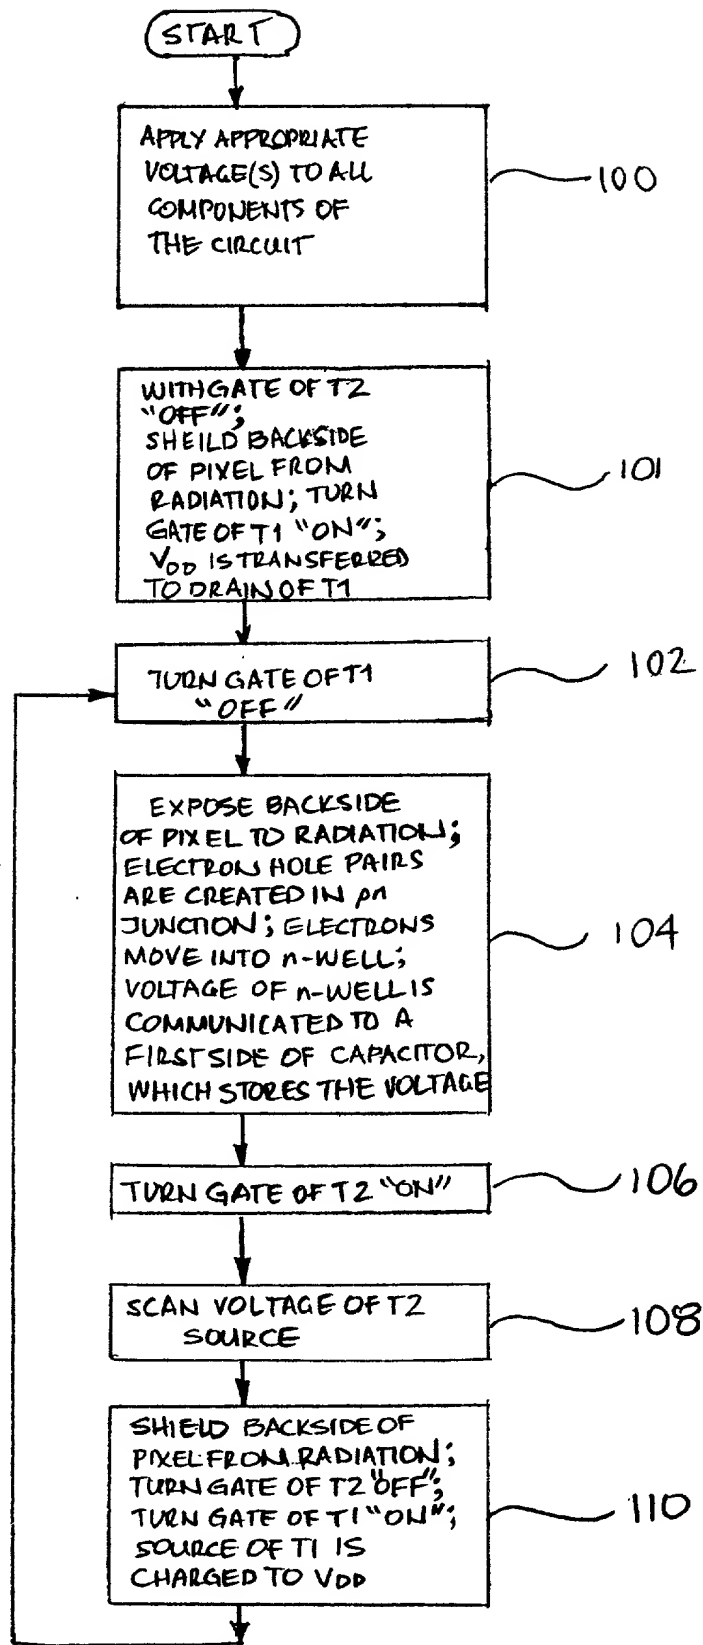 START
APPLY APPROPRIATE
VOLTAGE(S) TO ALL
COMPONENTS OF
THE CIRCUIT
100
WITH GATE OF T2
"OFF";
SHEILD BACKSIDE
OF PIXEL FROM
RADIATION; TURN
GATE OF T1 "ON";
VDD IS TRANSFERRED
TO DRAIN OF T1
101
TURN GATE OF T1
"OFF"
102
EXPOSE BACKSIDE
OF PIXEL TO RADIATION;
ELECTRON HOLE PAIRS
ARE CREATED IN pn
JUNCTION; ELECTRONS
MOVE INTO n-WELL;
VOLTAGE OF n-WELL IS
COMMUNICATED TO A
FIRST SIDE OF CAPACITOR,
WHICH STORES THE VOLTAGE
104
TURN GATE OF T2 "ON"
106
SCAN VOLTAGE OF T2
SOURCE
108
SHIELD BACKSIDE OF
PIXEL FROM RADIATION;
TURN GATE OF T2 "OFF";
TURN GATE OF T1 "ON";
SOURCE OF T1 IS
CHARGED TO VDD
110